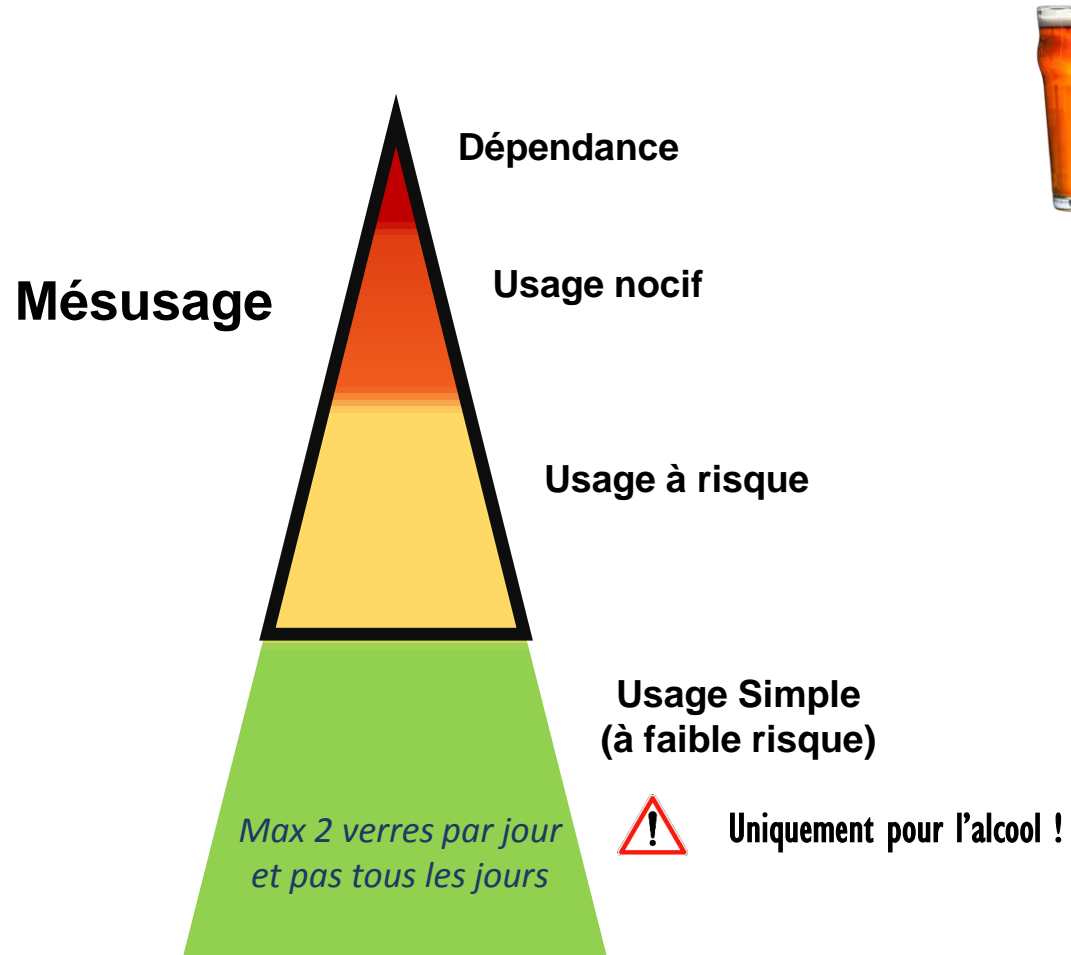 Dépendance
Usage nocif
Mésusage
Usage à risque
Usage Simple
(à faible risque)
Max 2 verres par jour
et pas tous les jours
Uniquement pour l'alcool !